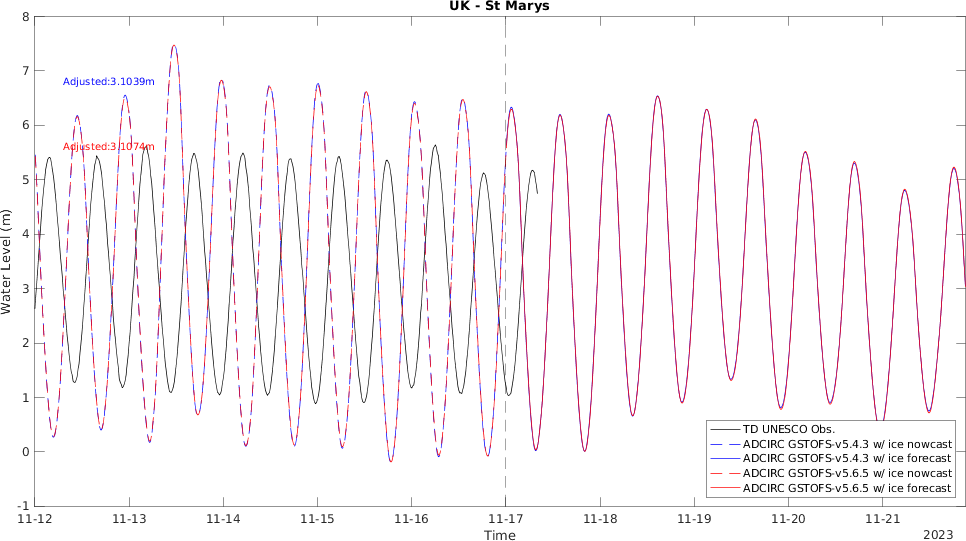 UK - St Marys
8
7
6
5
4
3
2
1
0
-1
Water Level (m)
Adjusted:3.1039m
Adjusted:3.1074m
TD UNESCO Obs.
ADCIRC GSTOFS-v5.4.3 w/ ice nowcast
ADCIRC GSTOFS-v5.4.3 w/ ice forecast
ADCIRC GSTOFS-v5.6.5 w/ ice nowcast
ADCIRC GSTOFS-v5.6.5 w/ ice forecast
11-12 11-13 11-14 11-15 11-16 11-17 11-18 11-19 11-20 11-21
Time
2023